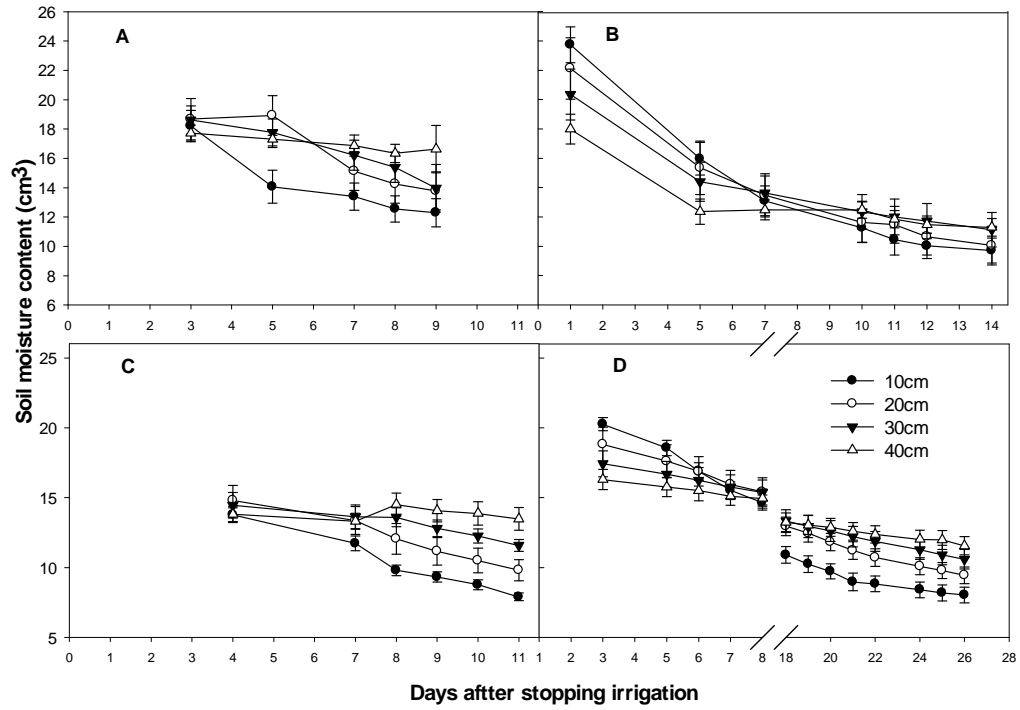 26
24
22
20
18
16
14
12
10
8
6
A
B
0 1 2 3 4 5 6 7 8 9 10 11
0 1 2 3 4 5 6 7 8 9 10 11 12 13 14
Soil moisture content (cm3)
25
20
15
10
5
C
D
10cm
20cm
30cm
40cm
0 1 2 3 4 5 6 7 8 9 10 11
1 2 3 4 5 6 7 8 18 20 22 24 26 28
Days after stopping irrigation